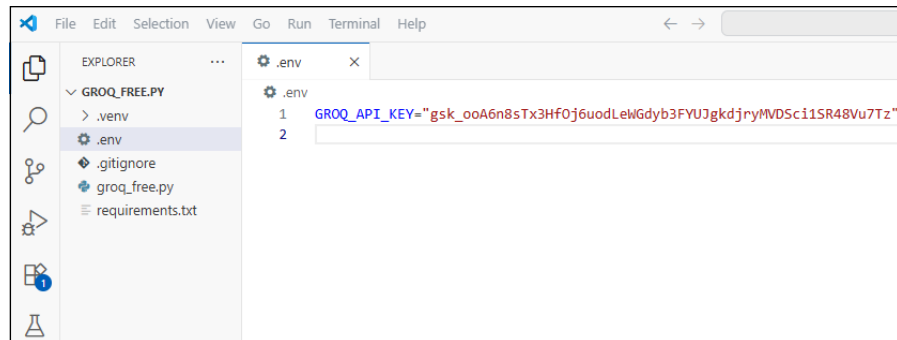 File Edit Selection View Go Run Terminal Help
EXPLORER
GROQ_FREE.PY
.venv
.env
.gitignore
groq_free.py
requirements.txt
.env
.env
1 GROQ_API_KEY="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"
2
1